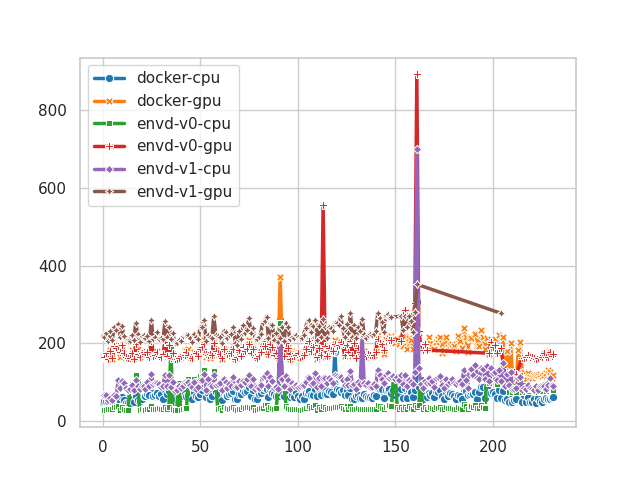 docker-cpu
docker-gpu
envd-v0-cpu
envd-v0-gpu
envd-v1-cpu
envd-v1-gpu
800
600
400
200
0
0 50 100 150 200